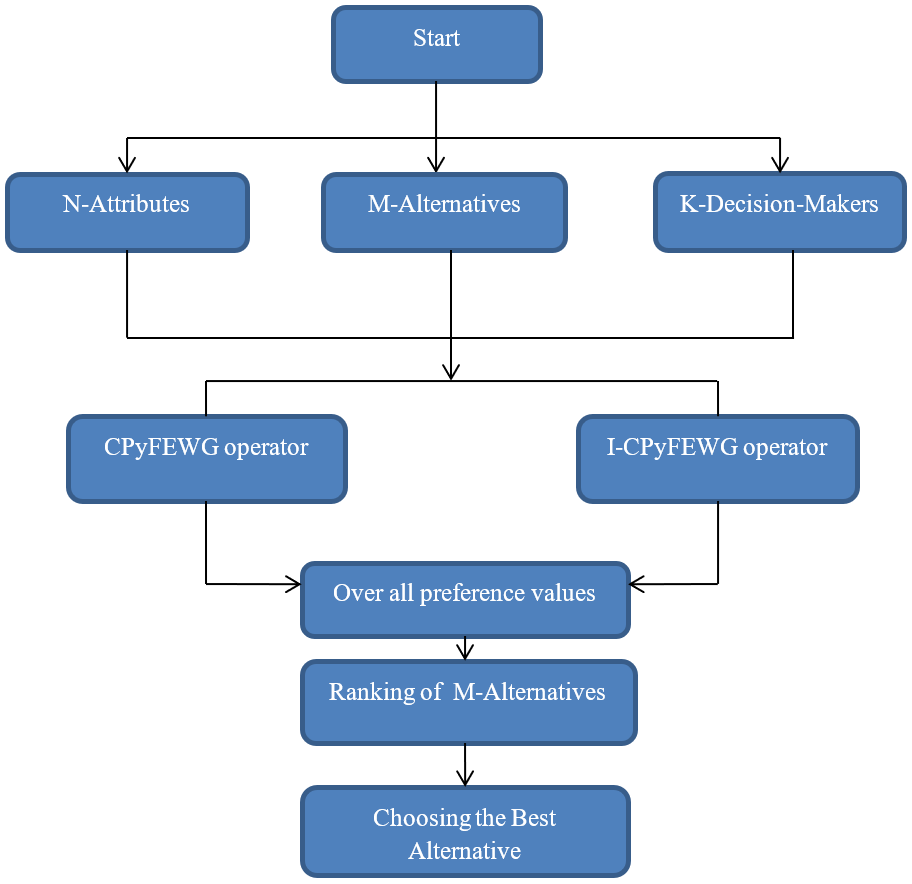 Start
N-Attributes
M-Alternatives
K-Decision-Makers
CPyFEWG operator
I-CPyFEWG operator
Over all preference values
Ranking of M-Alternatives
Choosing the Best
Alternative